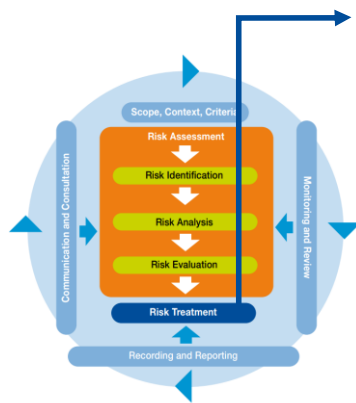 Scope, Context, Criteria
Risk Assessment
Risk Identification
Risk Analysis
Risk Evaluation
Risk Treatment
Recording and Reporting
Communication and Consultation
Monitoring and Review